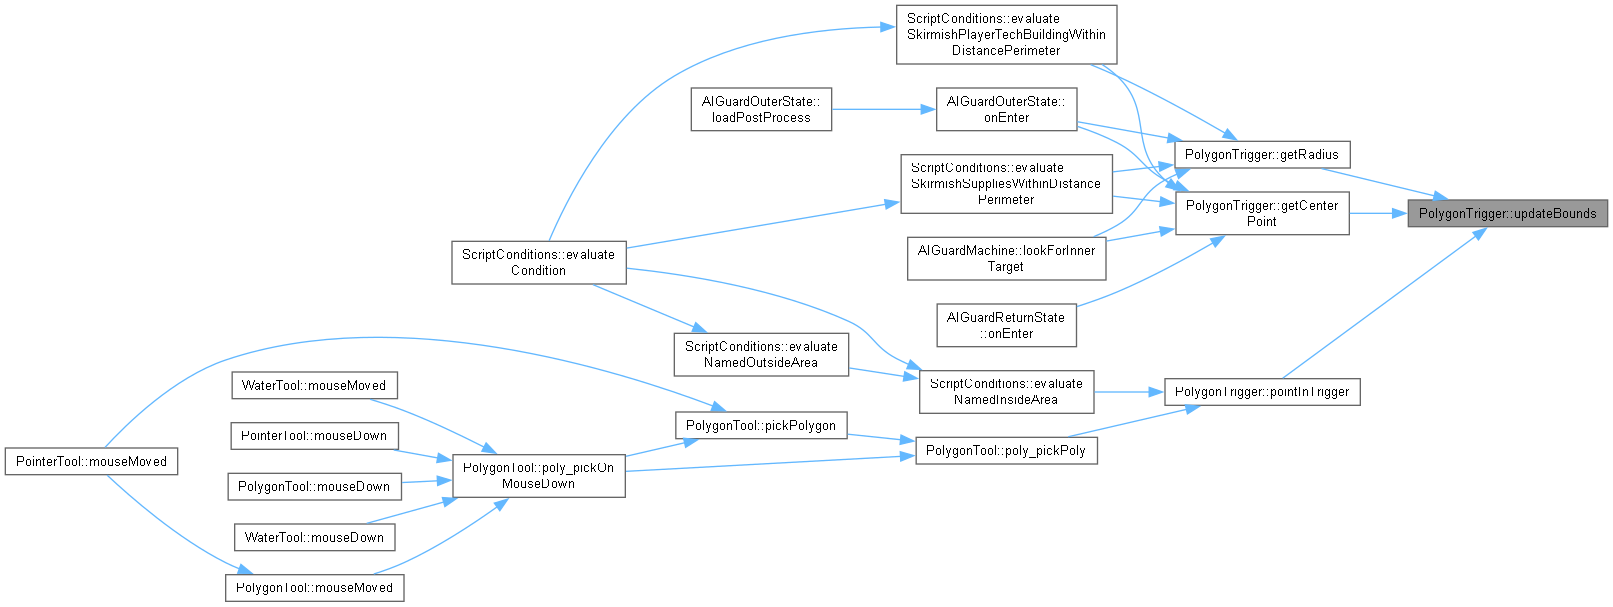 ScriptConditions::evaluate
SkirmishPlayerTechBuildingWithin
DistancePerimeter
AIGuardOuterState::
loadPostProcess
AIGuardOuterState::
onEnter
PolygonTrigger::getRadius
ScriptConditions::evaluate
SkirmishSuppliesWithinDistance
Perimeter
PolygonTrigger::getCenter
Point
PolygonTrigger::updateBounds
ScriptConditions::evaluate
Condition
AIGuardMachine::lookForInner
Target
AIGuardReturnState
::onEnter
ScriptConditions::evaluate
NamedOutsideArea
WaterTool::mouseMoved
ScriptConditions::evaluate
NamedInsideArea
PolygonTrigger::pointInTrigger
PolygonTool::pickPolygon
PointerTool::mouseDown
PointerTool::mouseMoved
PolygonTool::poly_pickPoly
PolygonTool::poly_pickOn
MouseDown
PolygonTool::mouseDown
WaterTool::mouseDown
PolygonTool::mouseMoved